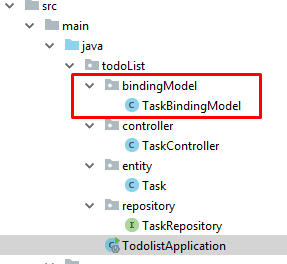 src
main
java
todoList
bindingModel
TaskBindingModel
controller
TaskController
entity
Task
repository
TaskRepository
TodolistApplication